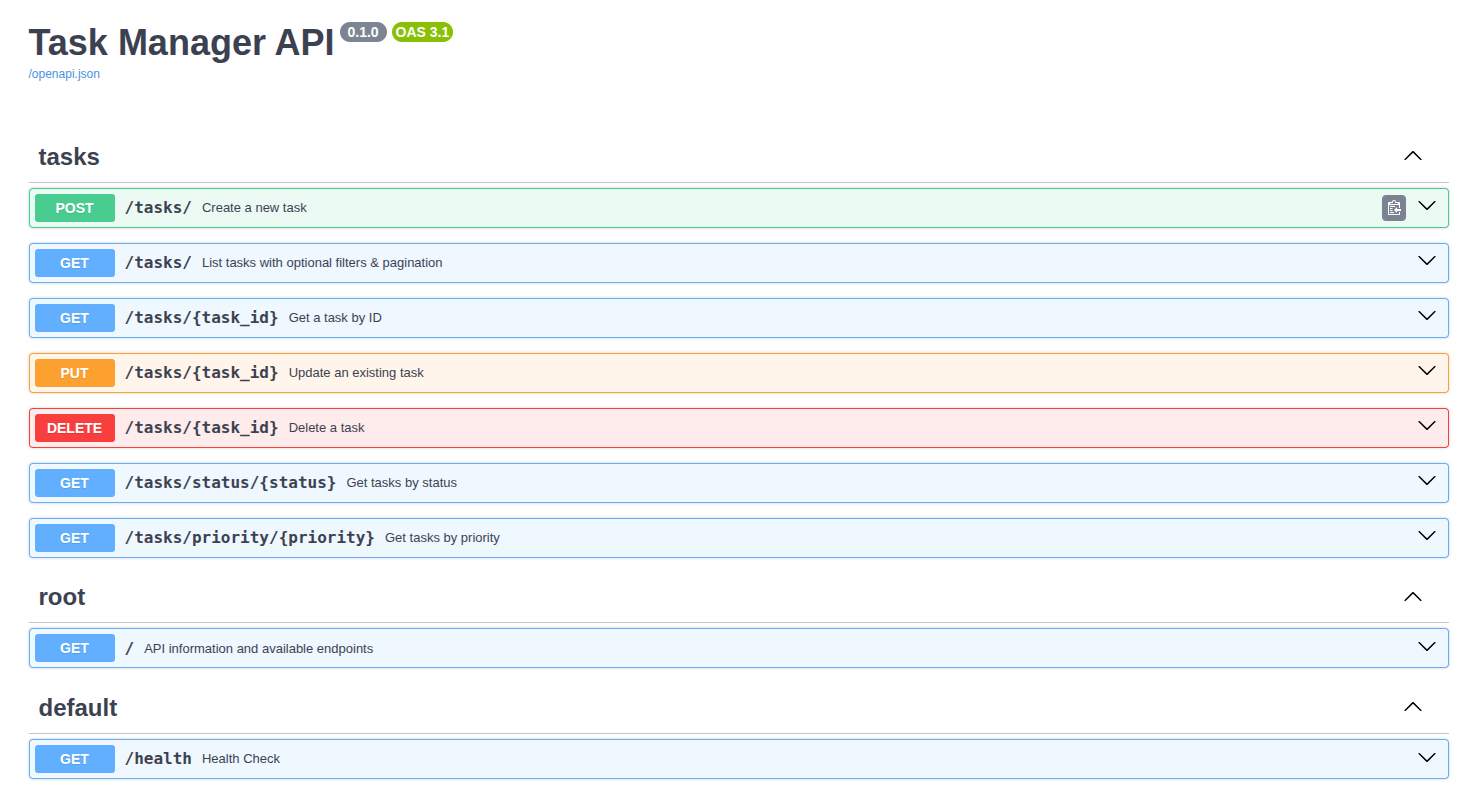 Task Manager API 0.1.0 OAS 3.1
/openapi.json
tasks
POST /tasks/ Create a new task
GET /tasks/ List tasks with optional filters & pagination
GET /tasks/{task_id} Get a task by ID
PUT /tasks/{task_id} Update an existing task
DELETE /tasks/{task_id} Delete a task
GET /tasks/status/{status} Get tasks by status
GET /tasks/priority/{priority} Get tasks by priority
root
GET / API information and available endpoints
default
GET /health Health Check